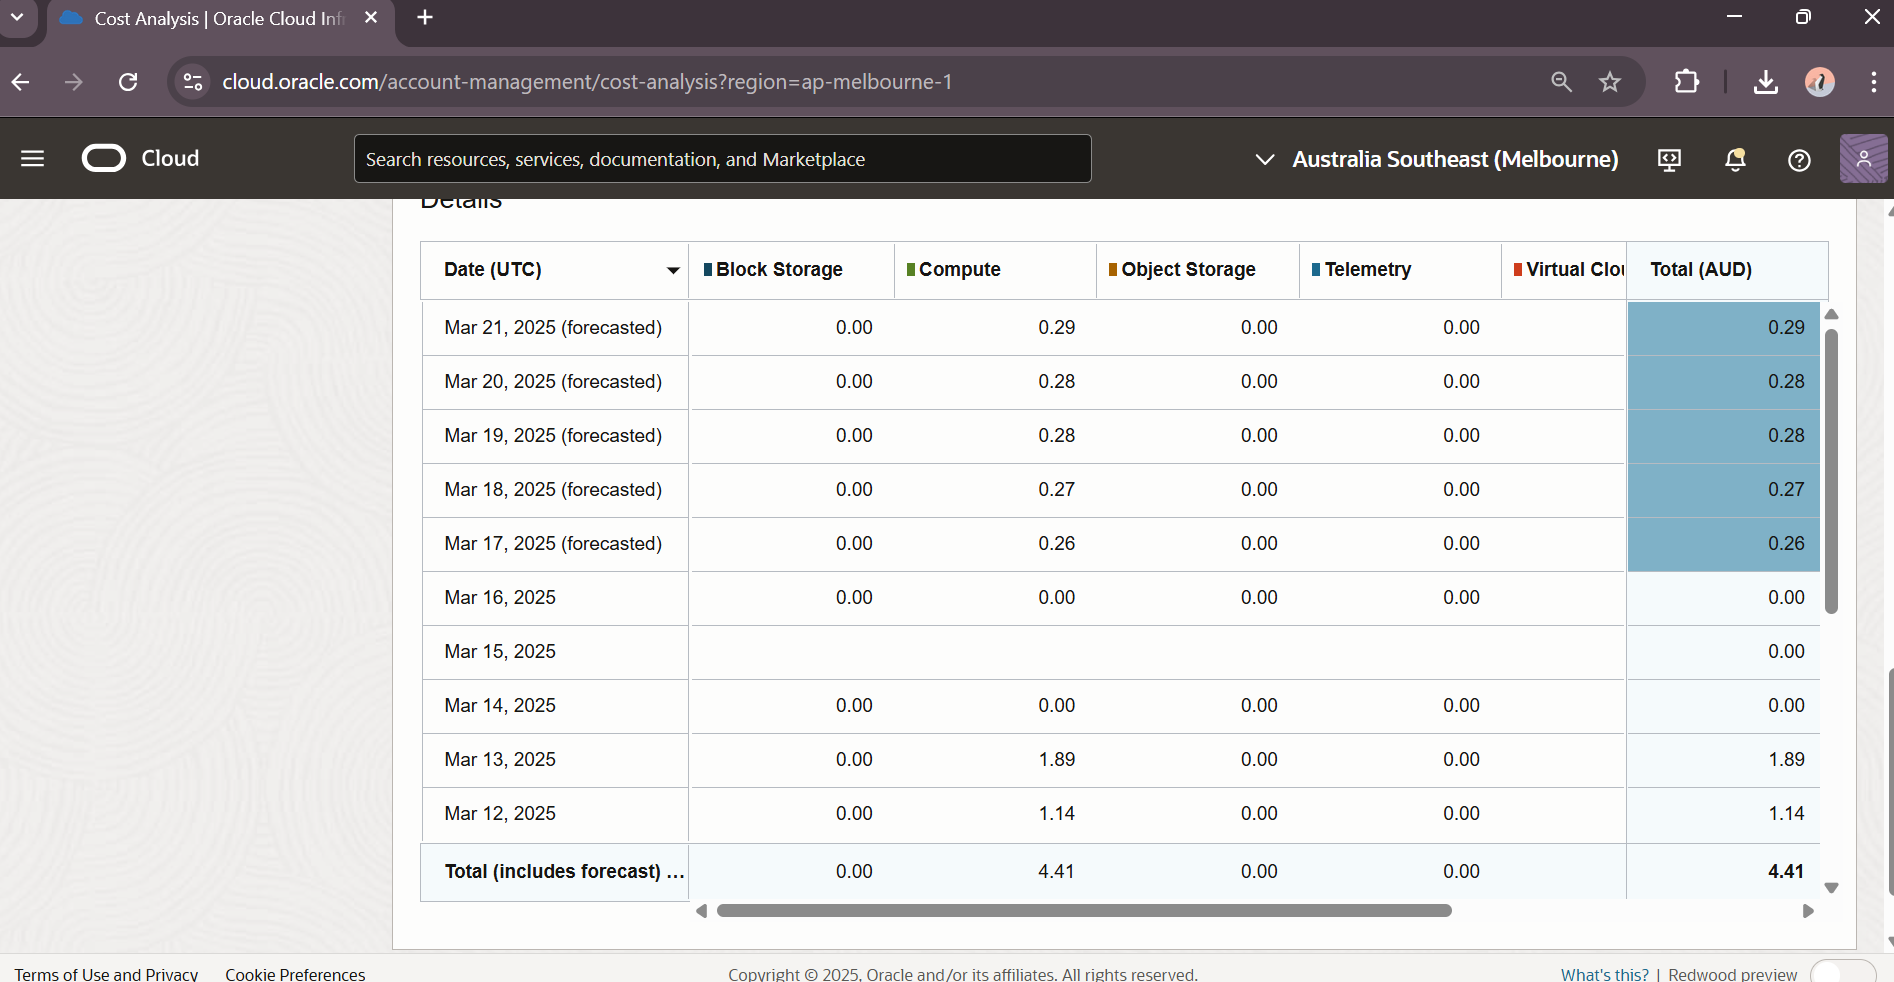 Cost Analysis | Oracle Cloud Inf
cloud.oracle.com/account-management/cost-analysis?region=ap-melbourne-1
Cloud
Search resources, services, documentation, and Marketplace
Australia Southeast (Melbourne)
Details
Date (UTC) Block Storage Compute Object Storage Telemetry Virtual Clou Total (AUD)
Mar 21, 2025 (forecasted) 0.00 0.29 0.00 0.00 0.29
Mar 20, 2025 (forecasted) 0.00 0.28 0.00 0.00 0.28
Mar 19, 2025 (forecasted) 0.00 0.28 0.00 0.00 0.28
Mar 18, 2025 (forecasted) 0.00 0.27 0.00 0.00 0.27
Mar 17, 2025 (forecasted) 0.00 0.26 0.00 0.00 0.26
Mar 16, 2025 0.00 0.00 0.00 0.00 0.00
Mar 15, 2025 0.00
Mar 14, 2025 0.00 0.00 0.00 0.00 0.00
Mar 13, 2025 0.00 1.89 0.00 0.00 1.89
Mar 12, 2025 0.00 1.14 0.00 0.00 1.14
Total (includes forecast) ... 0.00 4.41 0.00 0.00 4.41
Terms of Use and Privacy Cookie Preferences Copyright © 2025, Oracle and/or its affiliates. All rights reserved. What's this? | Redwood preview